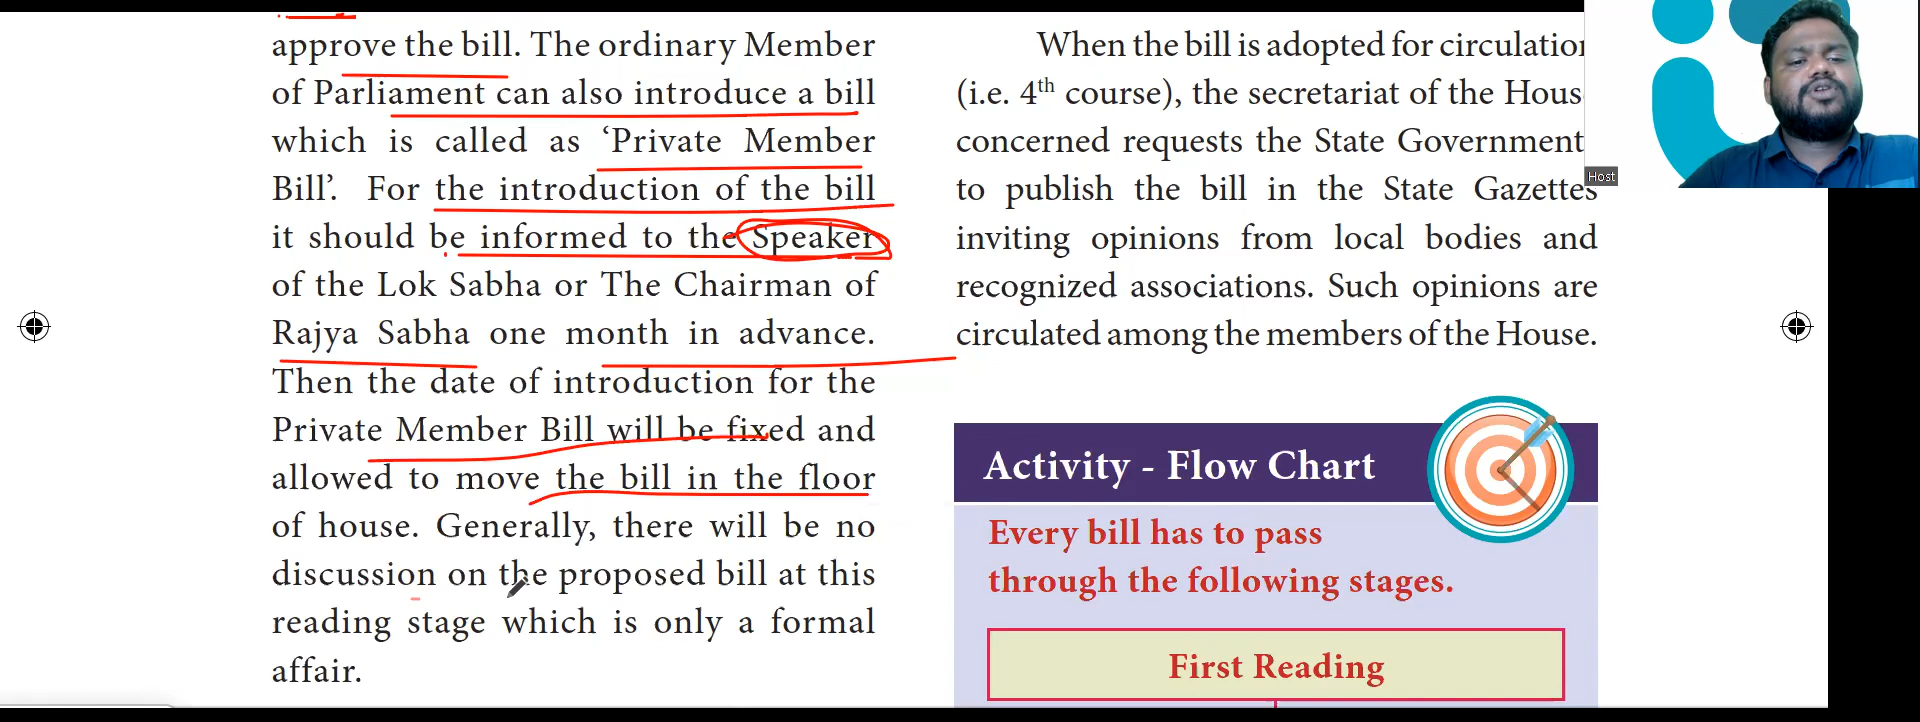 approve the bill. The ordinary Member
of Parliament can also introduce a bill
which is called as ‘Private Member
Bill’. For the introduction of the bill
it should be informed to the Speaker
of the Lok Sabha or The Chairman of
Rajya Sabha one month in advance.
Then the date of introduction for the
Private Member Bill will be fixed and
allowed to move the bill in the floor
of house. Generally, there will be no
discussion on the proposed bill at this
reading stage which is only a formal
affair.
When the bill is adopted for circulation
(i.e. 4th course), the secretariat of the Hous
concerned requests the State Government
to publish the bill in the State Gazettes
inviting opinions from local bodies and
recognized associations. Such opinions are
circulated among the members of the House.
Activity - Flow Chart
Every bill has to pass
through the following stages.
First Reading
Host